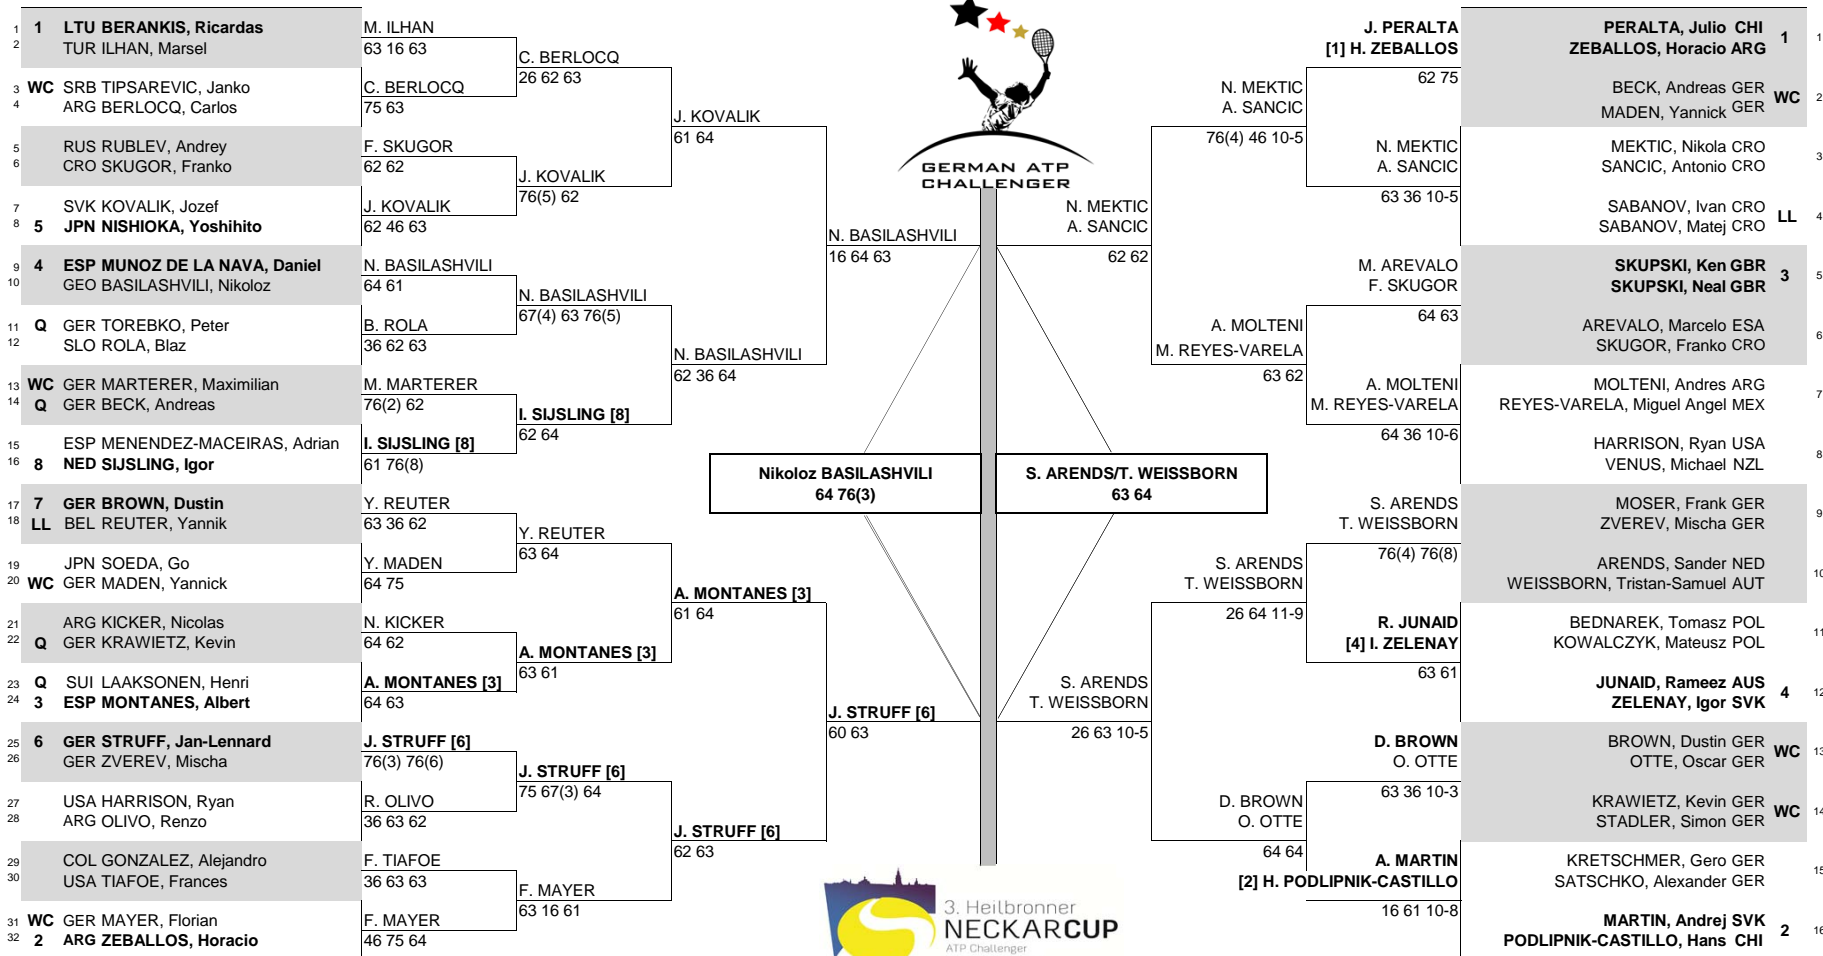 1 1 LTU BERANKIS, Ricardas
2 TUR ILHAN, Marsel
3 WC SRB TIPSAREVIC, Janko
4 ARG BERLOCQ, Carlos
5 RUS RUBLEV, Andrey
6 CRO SKUGOR, Franko
7 SVK KOVALIK, Jozef
8 5 JPN NISHIOKA, Yoshihito
9 4 ESP MUNOZ DE LA NAVA, Daniel
10 GEO BASILASHVILI, Nikoloz
11 Q GER TOREBKO, Peter
12 SLO ROLA, Blaz
13 WC GER MARTERER, Maximilian
14 Q GER BECK, Andreas
15 ESP MENENDEZ-MACEIRAS, Adrian
16 8 NED SIJSLING, Igor
17 7 GER BROWN, Dustin
18 LL BEL REUTER, Yannik
19 JPN SOEDA, Go
20 WC GER MADEN, Yannick
21 ARG KICKER, Nicolas
22 Q GER KRAWIETZ, Kevin
23 Q SUI LAAKSONEN, Henri
24 3 ESP MONTANES, Albert
25 6 GER STRUFF, Jan-Lennard
26 GER ZVEREV, Mischa
27 USA HARRISON, Ryan
28 ARG OLIVO, Renzo
29 COL GONZALEZ, Alejandro
30 USA TIAFOE, Frances
31 WC GER MAYER, Florian
32 2 ARG ZEBALLOS, Horacio
M. ILHAN
63 16 63
C. BERLOCQ
75 63
F. SKUGOR
62 62
J. KOVALIK
62 46 63
N. BASILASHVILI
64 61
B. ROLA
36 62 63
M. MARTERER
76(2) 62
I. SIJSLING [8]
61 76(8)
Y. REUTER
63 36 62
Y. MADEN
64 75
N. KICKER
64 62
A. MONTANES [3]
64 63
J. STRUFF [6]
76(3) 76(6)
R. OLIVO
36 63 62
F. TIAFOE
36 63 63
F. MAYER
46 75 64
C. BERLOCQ
26 62 63
J. KOVALIK
76(5) 62
N. BASILASHVILI
67(4) 63 76(5)
I. SIJSLING [8]
62 64
Y. REUTER
63 64
A. MONTANES [3]
63 61
J. STRUFF [6]
75 67(3) 64
F. MAYER
63 16 61
J. KOVALIK
61 64
N. BASILASHVILI
62 36 64
A. MONTANES [3]
61 64
J. STRUFF [6]
62 63
N. BASILASHVILI
16 64 63
J. STRUFF [6]
60 63
Nikoloz BASILASHVILI
64 76(3)
GERMAN ATP
CHALLENGER
3. Heilbronner
NECKARCUP
ATP Challenger
S. ARENDS/T. WEISSBORN
63 64
N. MEKTIC
A. SANCIC
62 62
S. ARENDS
T. WEISSBORN
26 63 10-5
N. MEKTIC
A. SANCIC
76(4) 46 10-5
A. MOLTENI
M. REYES-VARELA
63 62
S. ARENDS
T. WEISSBORN
26 64 11-9
D. BROWN
O. OTTE
64 64
J. PERALTA
[1] H. ZEBALLOS
62 75
N. MEKTIC
A. SANCIC
63 36 10-5
M. AREVALO
F. SKUGOR
64 63
A. MOLTENI
M. REYES-VARELA
64 36 10-6
S. ARENDS
T. WEISSBORN
76(4) 76(8)
R. JUNAID
[4] I. ZELENAY
63 61
D. BROWN
O. OTTE
63 36 10-3
A. MARTIN
[2] H. PODLIPNIK-CASTILLO
16 61 10-8
PERALTA, Julio CHI
ZEBALLOS, Horacio ARG 1 1
BECK, Andreas GER
MADEN, Yannick GER WC 2
MEKTIC, Nikola CRO
SANCIC, Antonio CRO 3
SABANOV, Ivan CRO
SABANOV, Matej CRO LL 4
SKUPSKI, Ken GBR
SKUPSKI, Neal GBR 3 5
AREVALO, Marcelo ESA
SKUGOR, Franko CRO 6
MOLTENI, Andres ARG
REYES-VARELA, Miguel Angel MEX 7
HARRISON, Ryan USA
VENUS, Michael NZL 8
MOSER, Frank GER
ZVEREV, Mischa GER 9
ARENDS, Sander NED
WEISSBORN, Tristan-Samuel AUT 10
BEDNAREK, Tomasz POL
KOWALCZYK, Mateusz POL 11
JUNAID, Rameez AUS
ZELENAY, Igor SVK 4 12
BROWN, Dustin GER
OTTE, Oscar GER WC 13
KRAWIETZ, Kevin GER
STADLER, Simon GER WC 14
KRETSCHMER, Gero GER
SATSCHKO, Alexander GER 15
MARTIN, Andrej SVK
PODLIPNIK-CASTILLO, Hans CHI 2 16